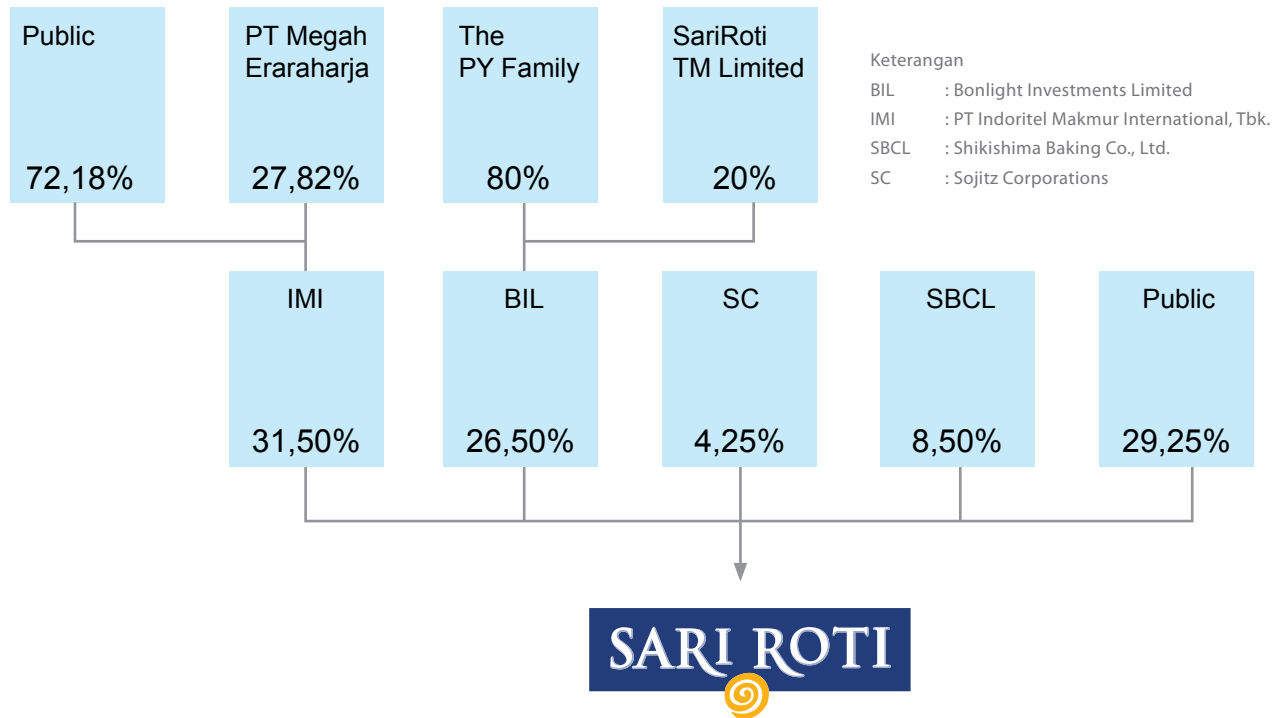 Public
72,18%
PT Megah
Eraraharja
27,82%
The
PY Family
80%
SariRoti
TM Limited
20%
Keterangan
BIL : Bonlight Investments Limited
IMI : PT Indoritel Makmur International, Tbk.
SBCL : Shikishima Baking Co., Ltd.
SC : Sojitz Corporations
IMI
31,50%
BIL
26,50%
SC
4,25%
SBCL
8,50%
Public
29,25%
SARI ROTI